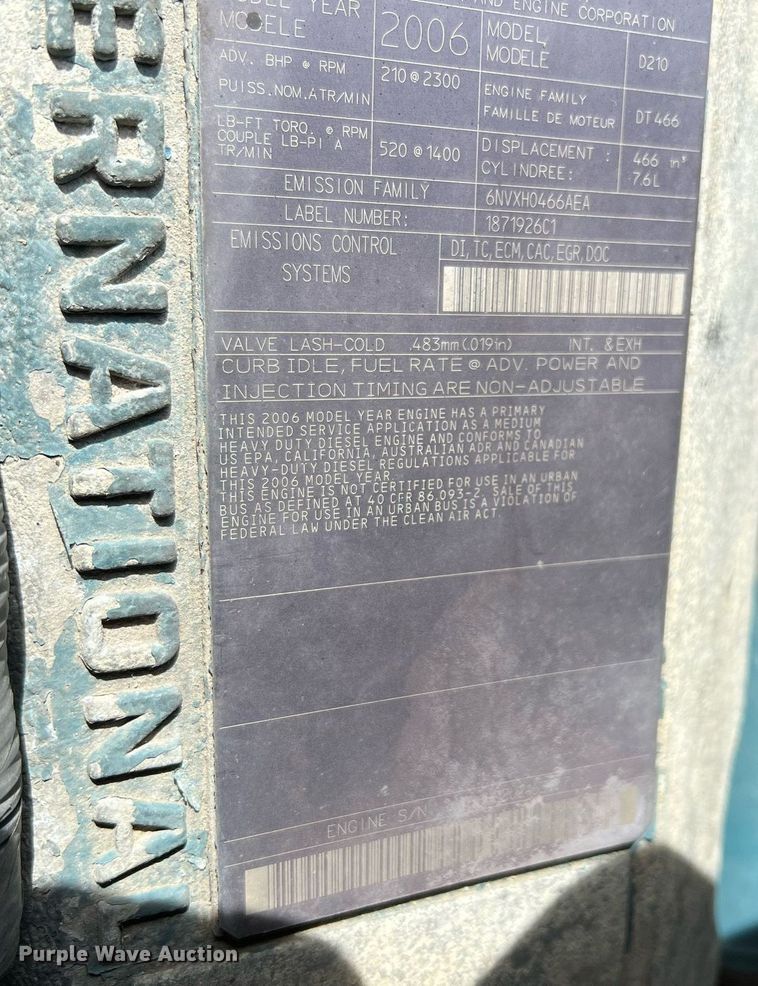 ERNATIONAL
AND ENGINE CORPORATION
MODEL YEAR
MODELE
2006
MODEL
MODELE
D210
ADV. BHP @ RPM
PUISS.NOM.ATR/MIN
210@2300
ENGINE FAMILY
FAMILLE DE MOTEUR
DT466
LB-FT TORQ. @ RPM
COUPLE LB-PI A
TR/MIN
520@1400
DISPLACEMENT :
CYLINDREE:
466 in³
7.6L
EMISSION FAMILY
6NVXH0466AEA
LABEL NUMBER:
1871926C1
EMISSIONS CONTROL
SYSTEMS
DI,TC,ECM,CAC,EGR,DOC
VALVE LASH-COLD .483mm(.019in) INT. & EXH
CURB IDLE, FUEL RATE @ ADV. POWER AND
INJECTION TIMING ARE NON-ADJUSTABLE
THIS 2006 MODEL YEAR ENGINE HAS A PRIMARY
INTENDED SERVICE APPLICATION AS A MEDIUM
HEAVY DUTY DIESEL ENGINE AND CONFORMS TO
US EPA, CALIFORNIA, AUSTRALIAN ADR AND CANADIAN
HEAVY-DUTY DIESEL REGULATIONS APPLICABLE FOR
THIS 2006 MODEL YEAR.
THIS ENGINE IS NOT CERTIFIED FOR USE IN AN URBAN
BUS AS DEFINED AT 40 CFR 86.093-2. SALE OF THIS
ENGINE FOR USE IN AN URBAN BUS IS A VIOLATION OF
FEDERAL LAW UNDER THE CLEAN AIR ACT.
ENGINE S/N
Purple Wave Auction